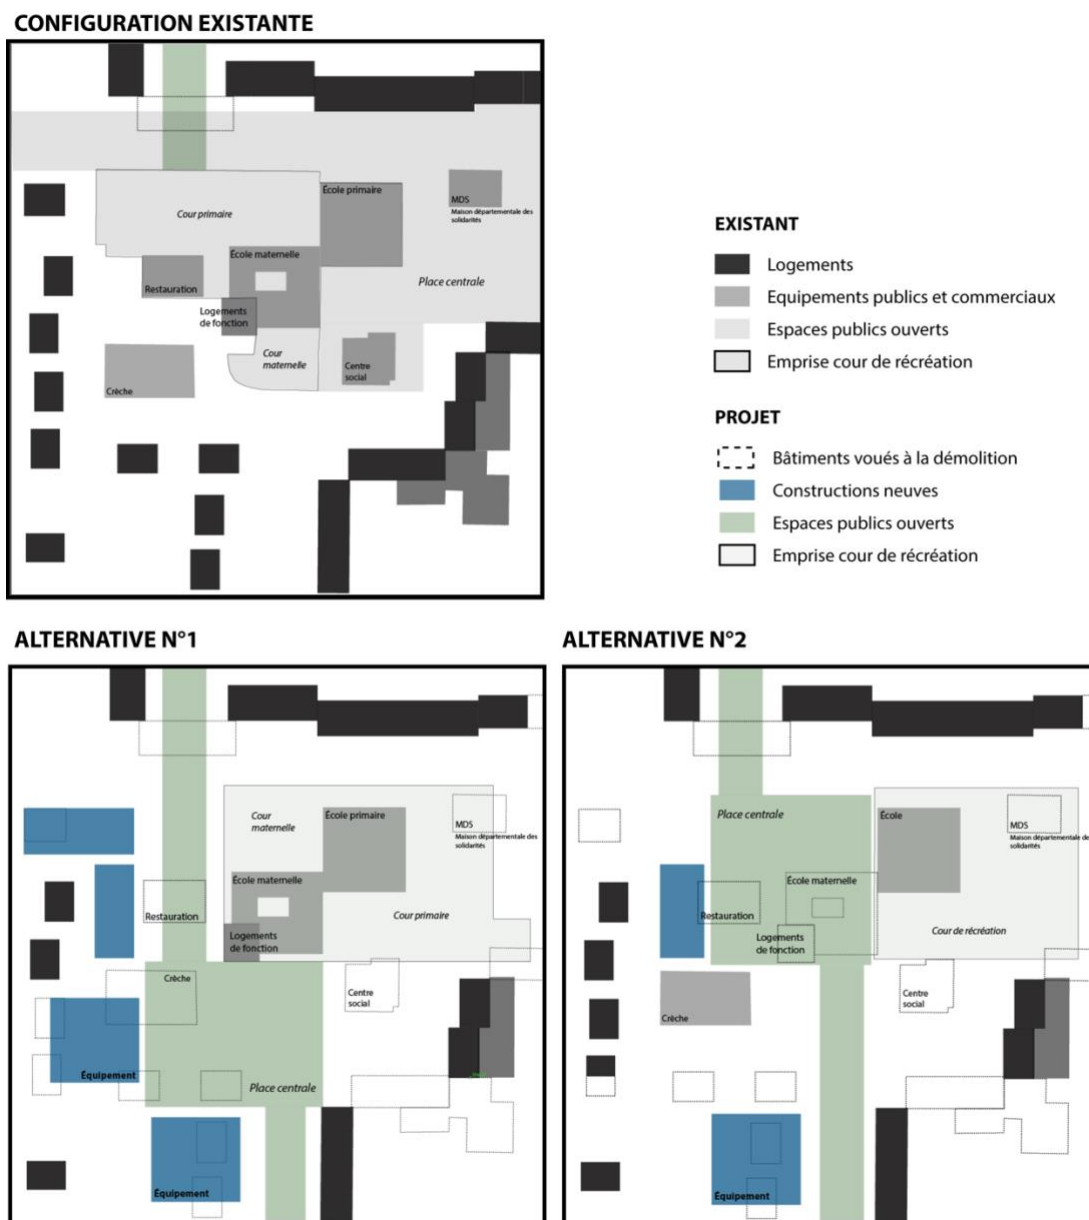 CONFIGURATION EXISTANTE
École primaire
MDS
Maison départementale des
solidarités
Cour primaire
École maternelle
Place centrale
Restauration
Logements
de fonction
Cour
maternelle
Centre
social
Crèche
EXISTANT
Logements
Equipements publics et commerciaux
Espaces publics ouverts
Emprise cour de récréation
PROJET
Bâtiments voués à la démolition
Constructions neuves
Espaces publics ouverts
Emprise cour de récréation
ALTERNATIVE N°1
Cour
maternelle
École primaire
MDS
Maison départementale des
solidarités
École maternelle
Restauration
Cour primaire
Logements
de fonction
Crèche
Centre
social
Équipement
Place centrale
Équipement
ALTERNATIVE N°2
Place centrale
École
MDS
Maison départementale des
solidarités
École maternelle
Restauration
Logements
de fonction
Cour de récréation
Centre
social
Crèche
Équipement